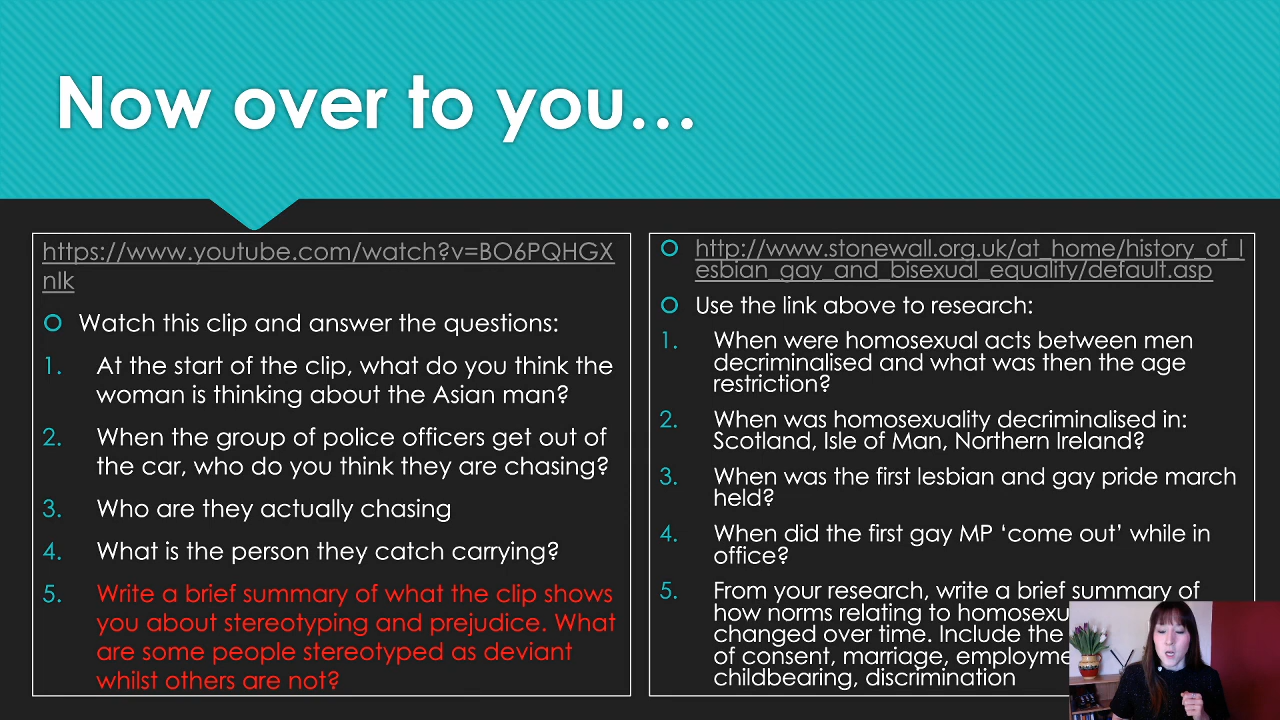 Now over to you…
https://www.youtube.com/watch?v=BO6PQHGX
nlk
Watch this clip and answer the questions:
1. At the start of the clip, what do you think the
woman is thinking about the Asian man?
2. When the group of police officers get out of
the car, who do you think they are chasing?
3. Who are they actually chasing
4. What is the person they catch carrying?
5. Write a brief summary of what the clip shows
you about stereotyping and prejudice. What
are some people stereotyped as deviant
whilst others are not?
http://www.stonewall.org.uk/at_home/history_of_l
esbian_gay_and_bisexual_equality/default.asp
Use the link above to research:
1. When were homosexual acts between men
decriminalised and what was then the age
restriction?
2. When was homosexuality decriminalised in:
Scotland, Isle of Man, Northern Ireland?
3. When was the first lesbian and gay pride march
held?
4. When did the first gay MP ‘come out’ while in
office?
5. From your research, write a brief summary of
how norms relating to
changed over time. Include the
of consent, marriage,
childbearing, discrimination